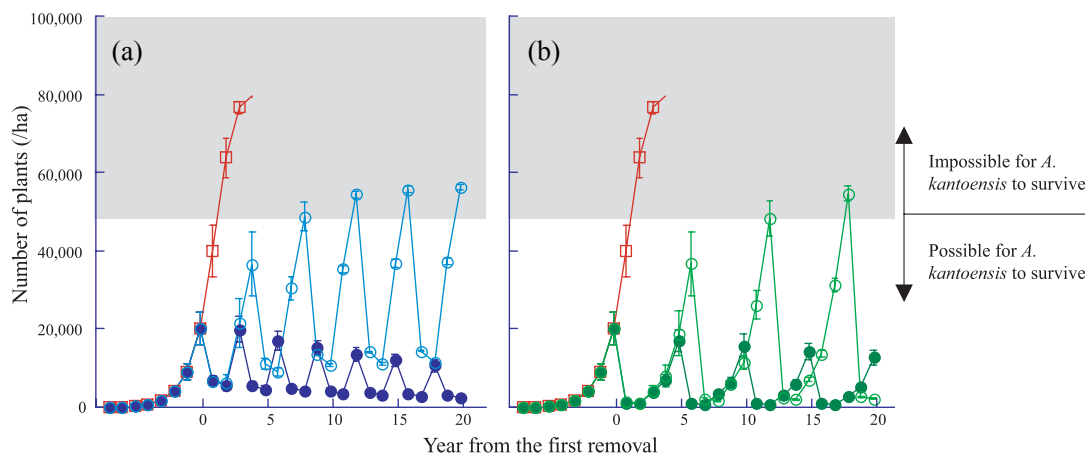 100,000
80,000
60,000
40,000
20,000
0
Number of plants (/ha)
(a)
(b)
0 5 10 15 20
0 5 10 15 20
Year from the first removal
Impossible for A.
kantoensis to survive
Possible for A.
kantoensis to survive